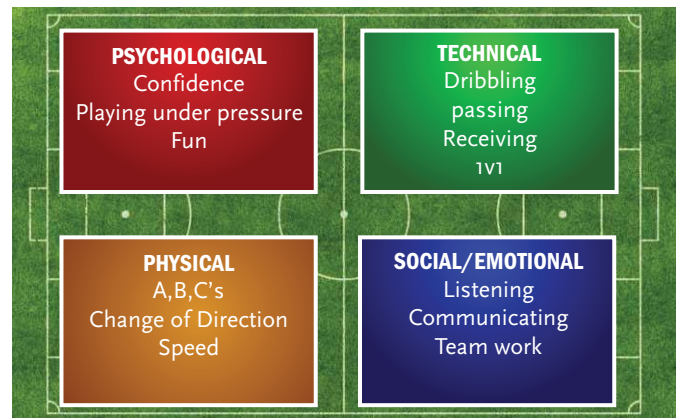 PSYCHOLOGICAL
Confidence
Playing under pressure
Fun
TECHNICAL
Dribbling
passing
Receiving
1v1
PHYSICAL
A,B,C's
Change of Direction
Speed
SOCIAL/EMOTIONAL
Listening
Communicating
Team work